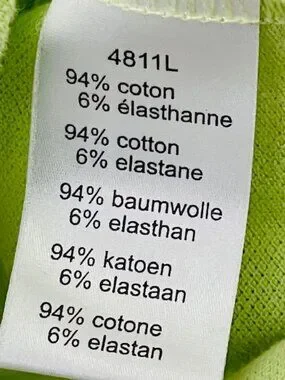 4811L
94% coton
6% élasthanne
94% cotton
6% elastane
94% baumwolle
6% elasthan
94% katoen
6% elastaan
94% cotone
6% elastan